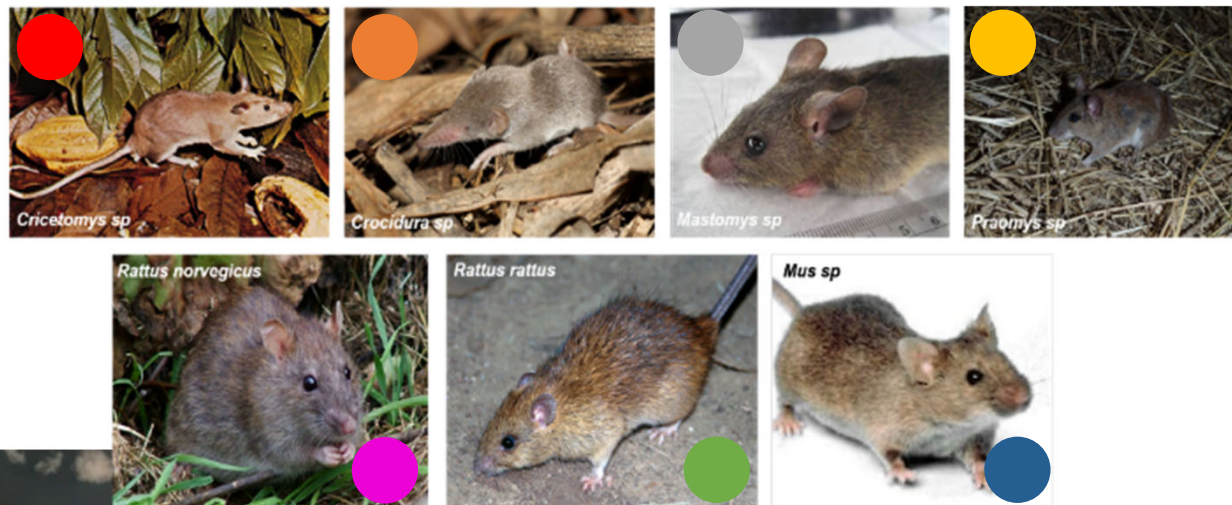 Cricetomys sp
Crocidura sp
Mastomys sp
Praomys sp
Rattus norvegicus
Rattus rattus
Mus sp